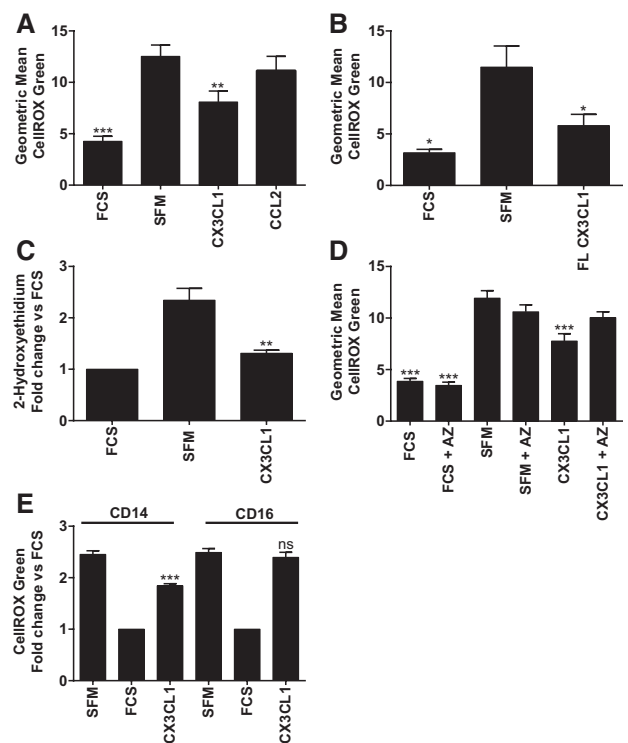 A
Geometric Mean
CellROX Green
15
10
5
0
***
**
FCS
SFM
CX3CL1
CCL2
B
Geometric Mean
CellROX Green
15
10
5
0
*
*
FCS
SFM
FL CX3CL1
C
2-Hydroxyethidium
Fold change vs FCS
3
2
1
0
**
FCS
SFM
CX3CL1
D
Geometric Mean
CellROX Green
15
10
5
0
***
***
***
FCS
FCS + AZ
SFM
SFM + AZ
CX3CL1
CX3CL1 + AZ
E
CD14
CD16
CellROX Green
Fold change vs FCS
3
2
1
0
***
ns
SFM
FCS
CX3CL1
SFM
FCS
CX3CL1